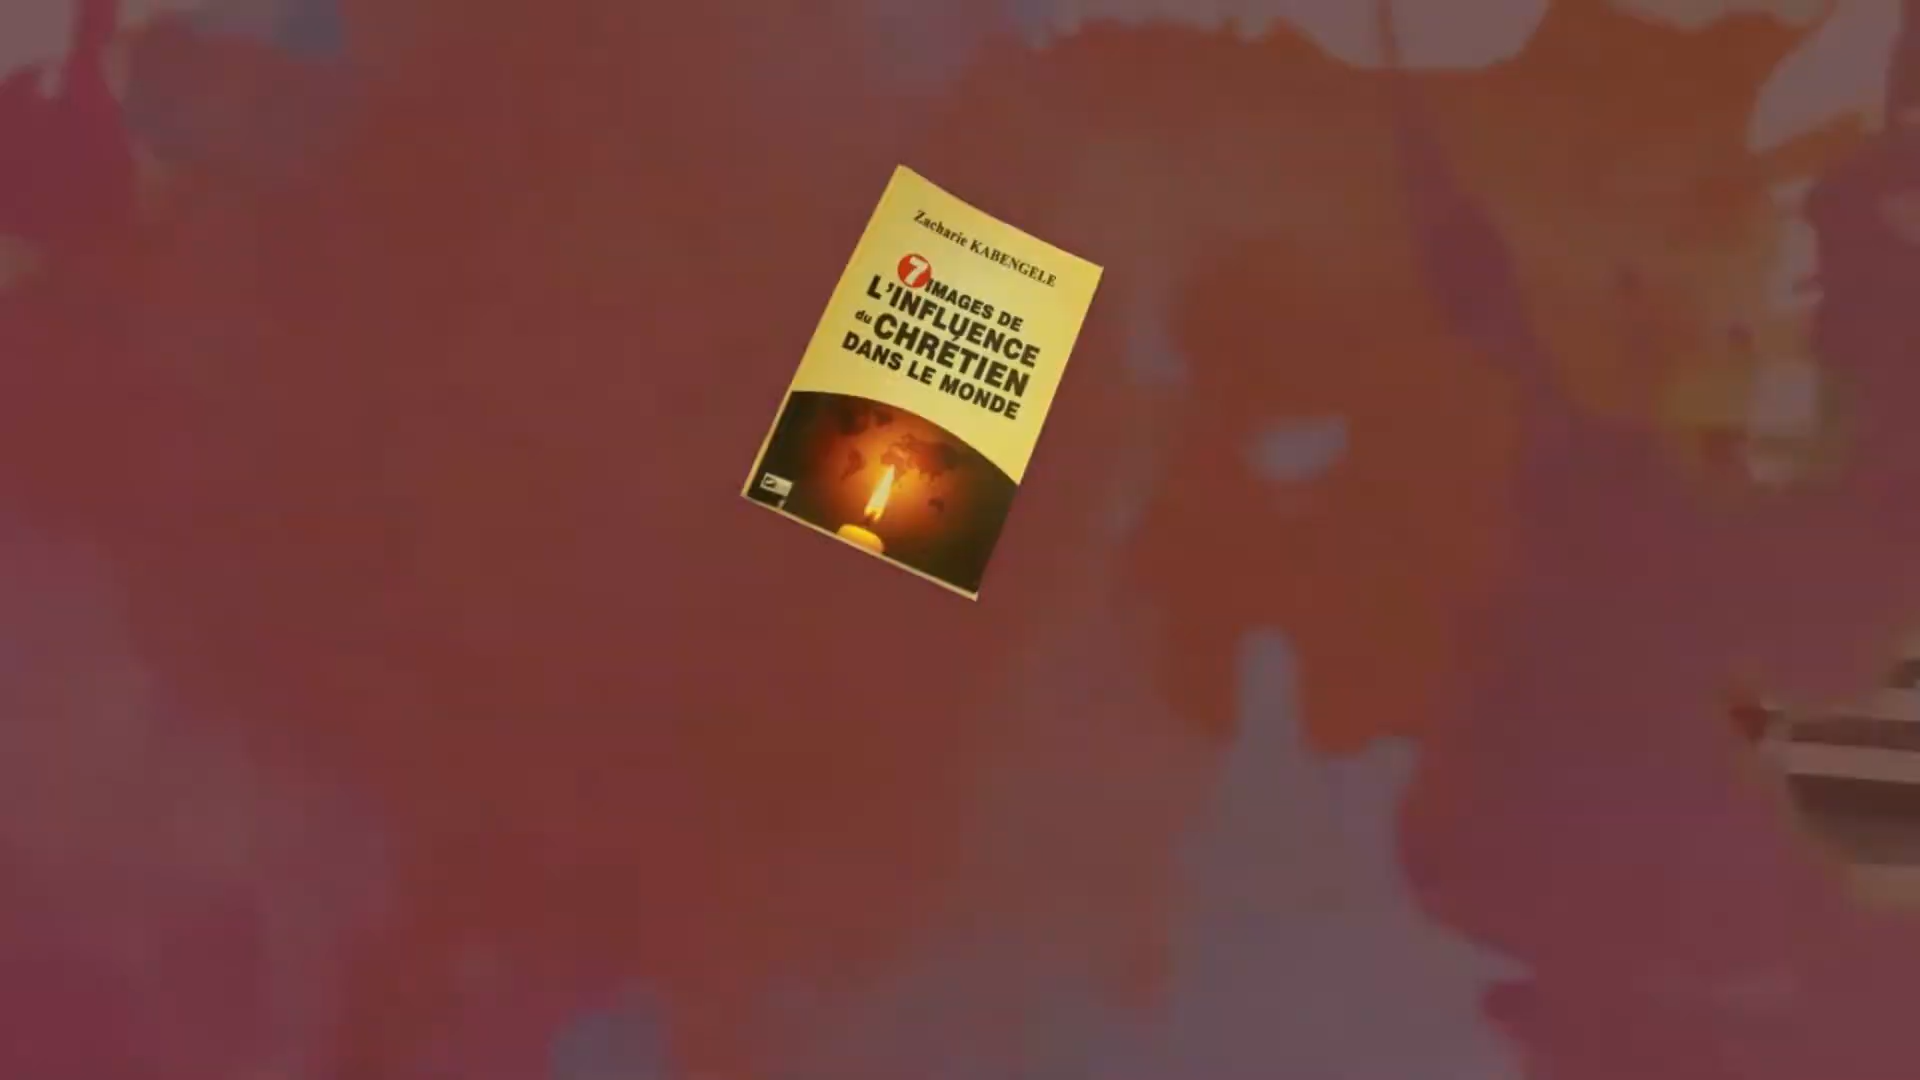 Zacharie KABENGELE
7 IMAGES DE
L'INFLUENCE
du CHRÉTIEN
DANS LE MONDE